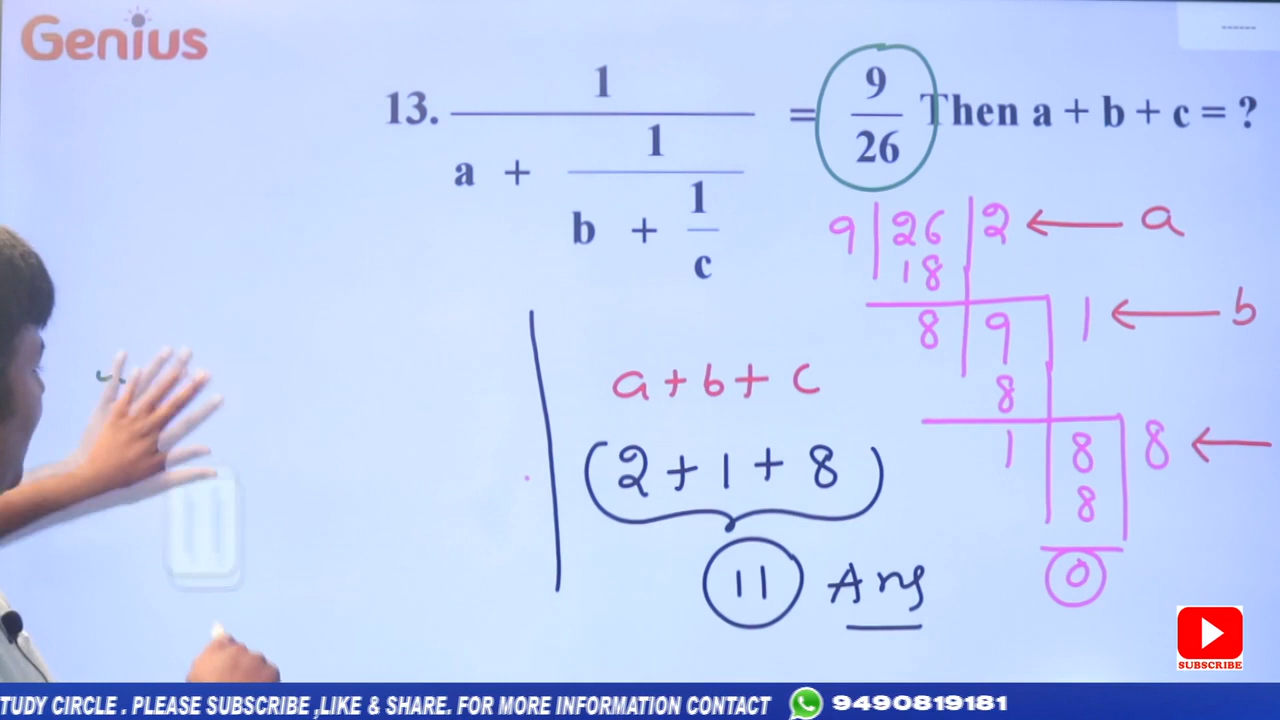 Genius
13. 1 / (a + 1 / (b + 1 / c)) = 9/26 Then a + b + c = ?
9 | 26 | 2 ← a
18
8 | 9 1 ← b
8
1 | 8 8 ←
8
0
a + b + c
(2 + 1 + 8)
11 Ans
SUBSCRIBE
TUDY CIRCLE . PLEASE SUBSCRIBE ,LIKE & SHARE. FOR MORE INFORMATION CONTACT 9490819181